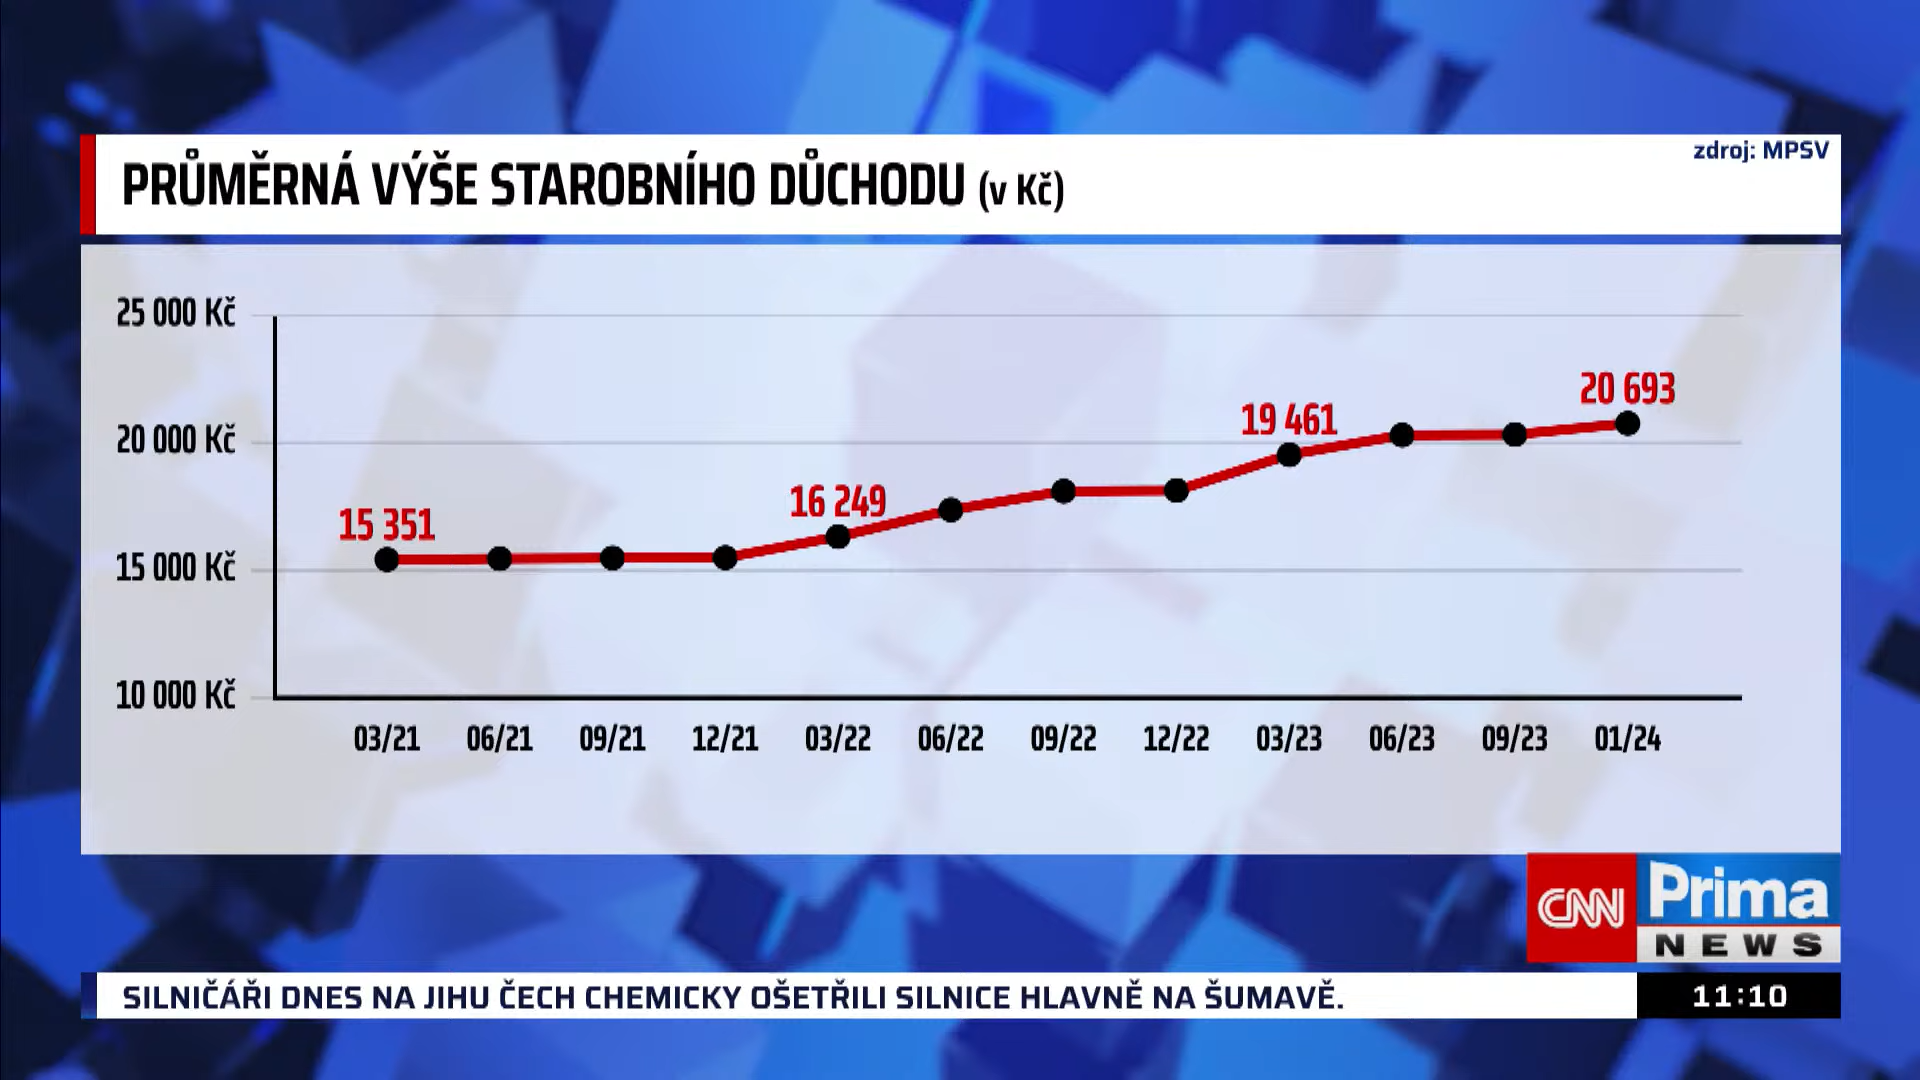 PRŮMĚRNÁ VÝŠE STAROBNÍHO DŮCHODU (v Kč)
zdroj: MPSV
25 000 Kč
20 000 Kč
15 000 Kč
10 000 Kč
15 351
16 249
19 461
20 693
03/21 06/21 09/21 12/21 03/22 06/22 09/22 12/22 03/23 06/23 09/23 01/24
CNN Prima
NEWS
SILNIČÁŘI DNES NA JIHU ČECH CHEMICKY OŠETŘILI SILNICE HLAVNĚ NA ŠUMAVĚ.
11:10